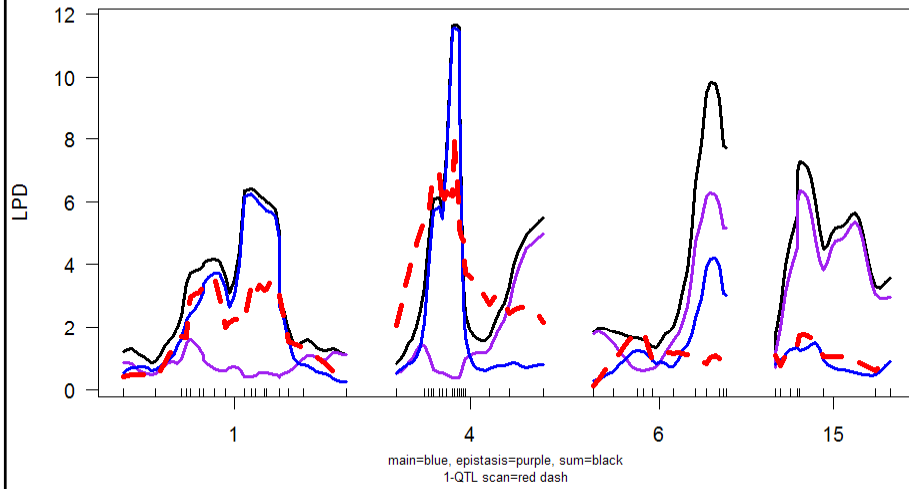 12
10
8
6
4
2
0
LPD
1 4 6 15
main=blue, epistasis=purple, sum=black
1-QTL scan=red dash